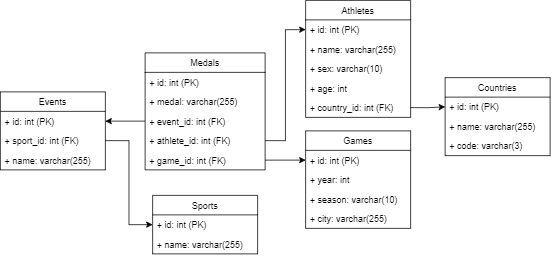 Athletes
+ id: int (PK)
+ name: varchar(255)
+ sex: varchar(10)
+ age: int
+ country_id: int (FK)
Medals
+ id: int (PK)
+ medal: varchar(255)
+ event_id: int (FK)
+ athlete_id: int (FK)
+ game_id: int (FK)
Countries
+ id: int (PK)
+ name: varchar(255)
+ code: varchar(3)
Events
+ id: int (PK)
+ sport_id: int (FK)
+ name: varchar(255)
Games
+ id: int (PK)
+ year: int
+ season: varchar(10)
+ city: varchar(255)
Sports
+ id: int (PK)
+ name: varchar(255)